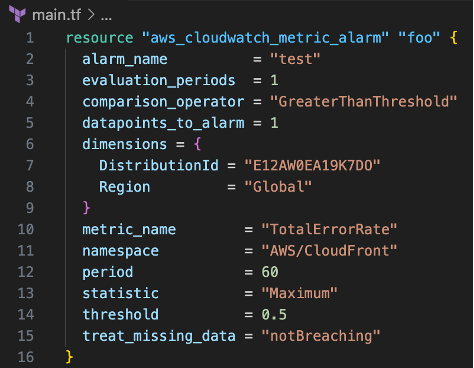 main.tf > ...
1 resource "aws_cloudwatch_metric_alarm" "foo" {
2 alarm_name = "test"
3 evaluation_periods = 1
4 comparison_operator = "GreaterThanThreshold"
5 datapoints_to_alarm = 1
6 dimensions = {
7 DistributionId = "E12AW0EA19K7DO"
8 Region = "Global"
9 }
10 metric_name = "TotalErrorRate"
11 namespace = "AWS/CloudFront"
12 period = 60
13 statistic = "Maximum"
14 threshold = 0.5
15 treat_missing_data = "notBreaching"
16 }